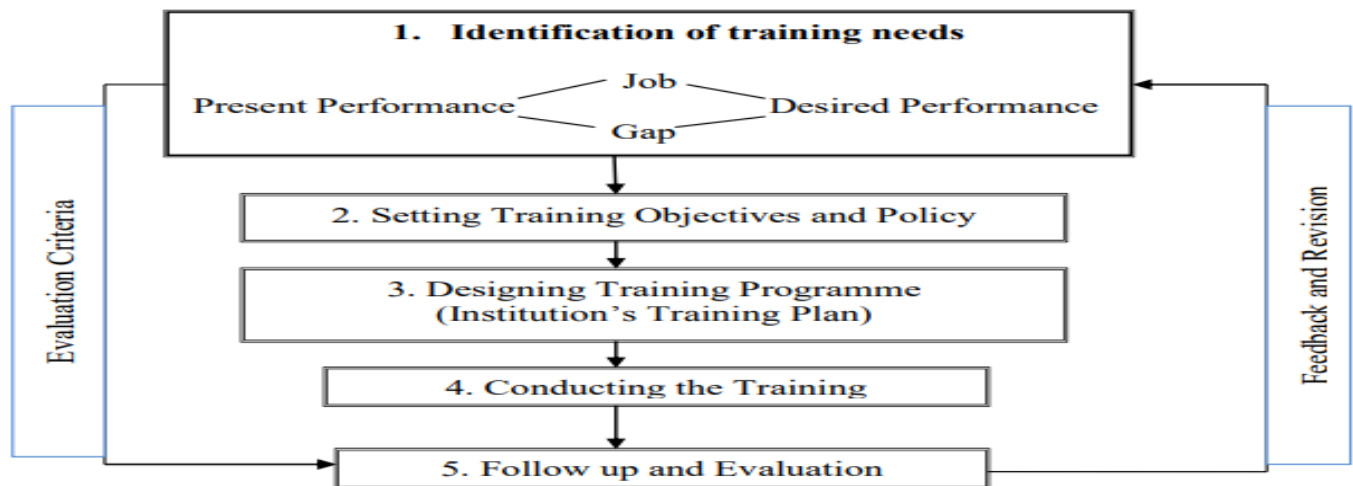 1. Identification of training needs
Job
Present Performance Desired Performance
Gap
2. Setting Training Objectives and Policy
3. Designing Training Programme
(Institution’s Training Plan)
4. Conducting the Training
5. Follow up and Evaluation
Evaluation Criteria
Feedback and Revision